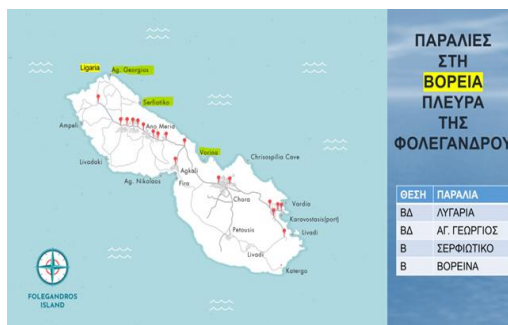 Ligaria
Ag. Georgios
Serfiotiko
Ampeli
Ano Meria
Livadaki
Vorina
Chrisospilia Cave
Ag. Nikolaos
Agkali
Fira
Chora
Vardia
Karavostasis(port)
Livadi
Petousis
Livadi
Katergo
FOLEGANDROS
ISLAND
ΠΑΡΑΛΙΕΣ
ΣΤΗ
ΒΟΡΕΙΑ
ΠΛΕΥΡΑ
ΤΗΣ
ΦΟΛΕΓΑΝΔΡΟΥ
ΘΕΣΗ ΠΑΡΑΛΙΑ
ΒΔ ΛΥΓΑΡΙΑ
ΒΔ ΑΓ. ΓΕΩΡΓΙΟΣ
Β ΣΕΡΦΙΩΤΙΚΟ
Β ΒΟΡΕΙΝΑ